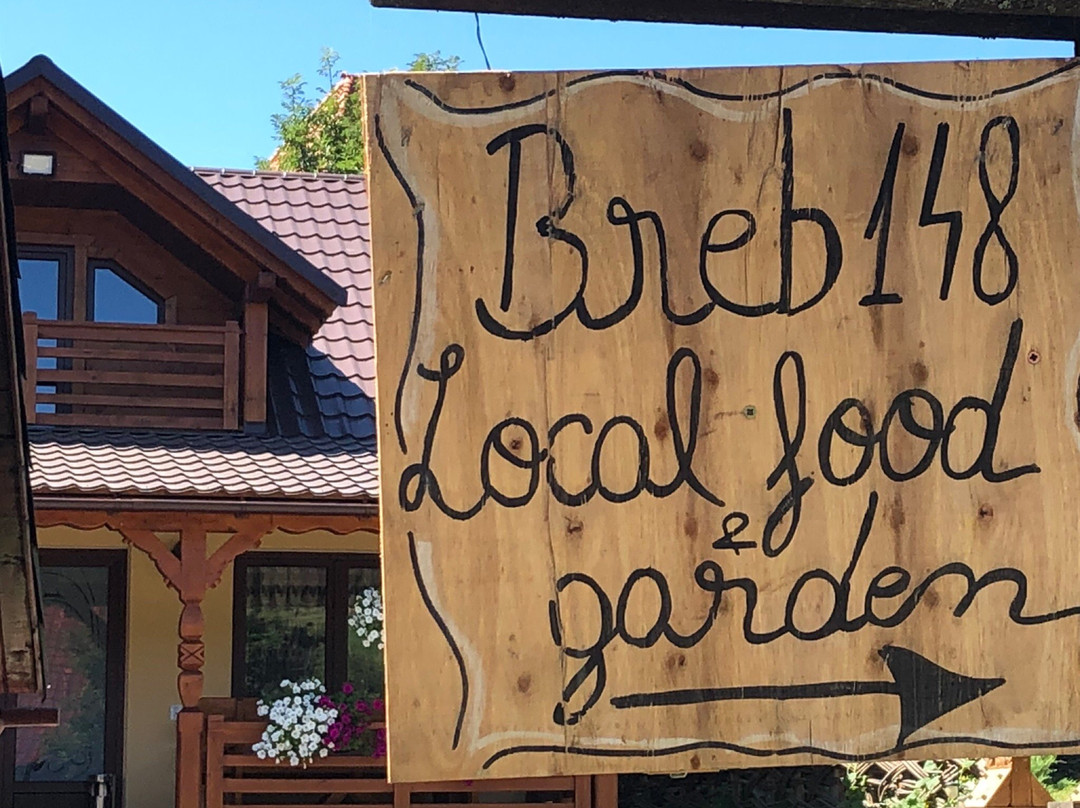 Breb 148
Local food
&
garden